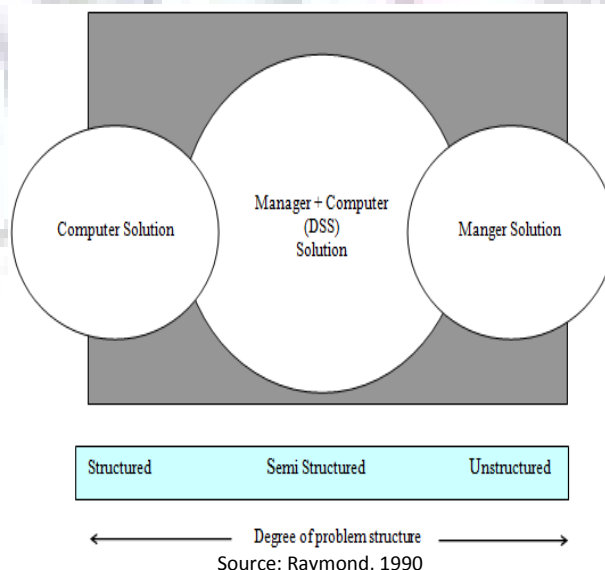 Computer Solution
Manager + Computer
(DSS)
Solution
Manger Solution
Structured
Semi Structured
Unstructured
Degree of problem structure
Source: Raymond, 1990